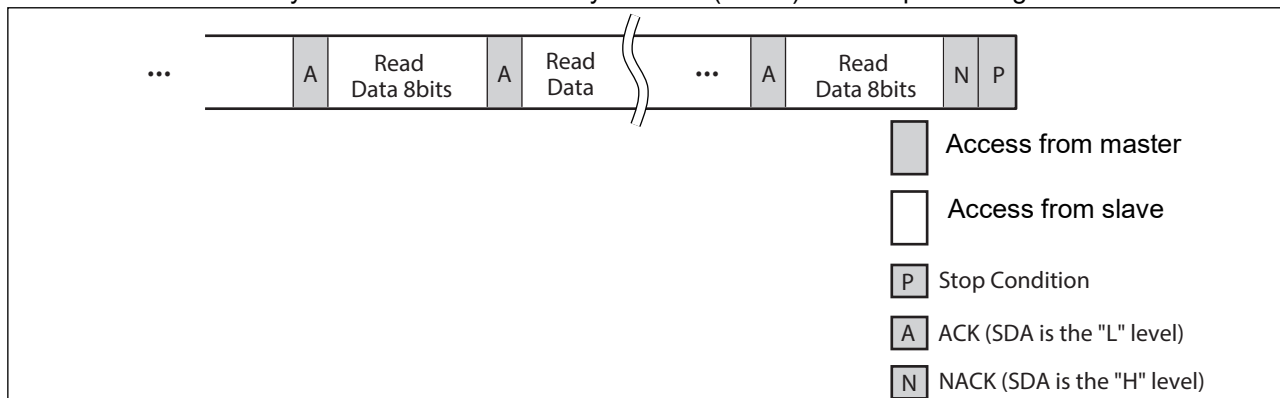 ... A Read Data 8bits A Read Data ... A Read Data 8bits N P
Access from master
Access from slave
P Stop Condition
A ACK (SDA is the "L" level)
N NACK (SDA is the "H" level)